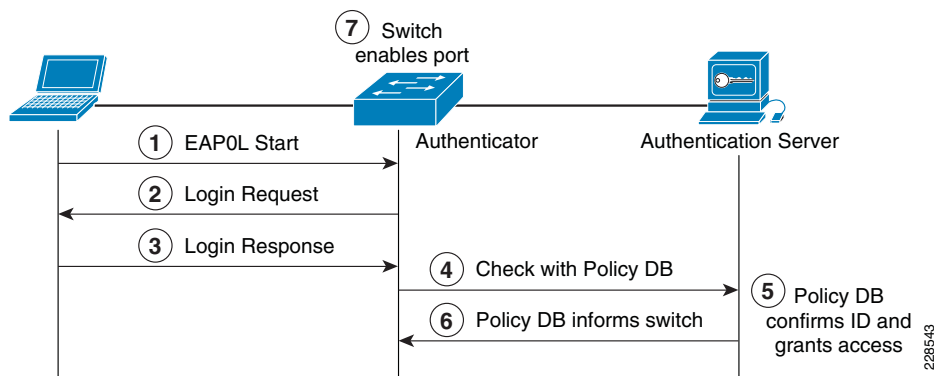 7 Switch
enables port
Authenticator
Authentication Server
1 EAP0L Start
2 Login Request
3 Login Response
4 Check with Policy DB
5 Policy DB
confirms ID and
grants access
6 Policy DB informs switch
228543